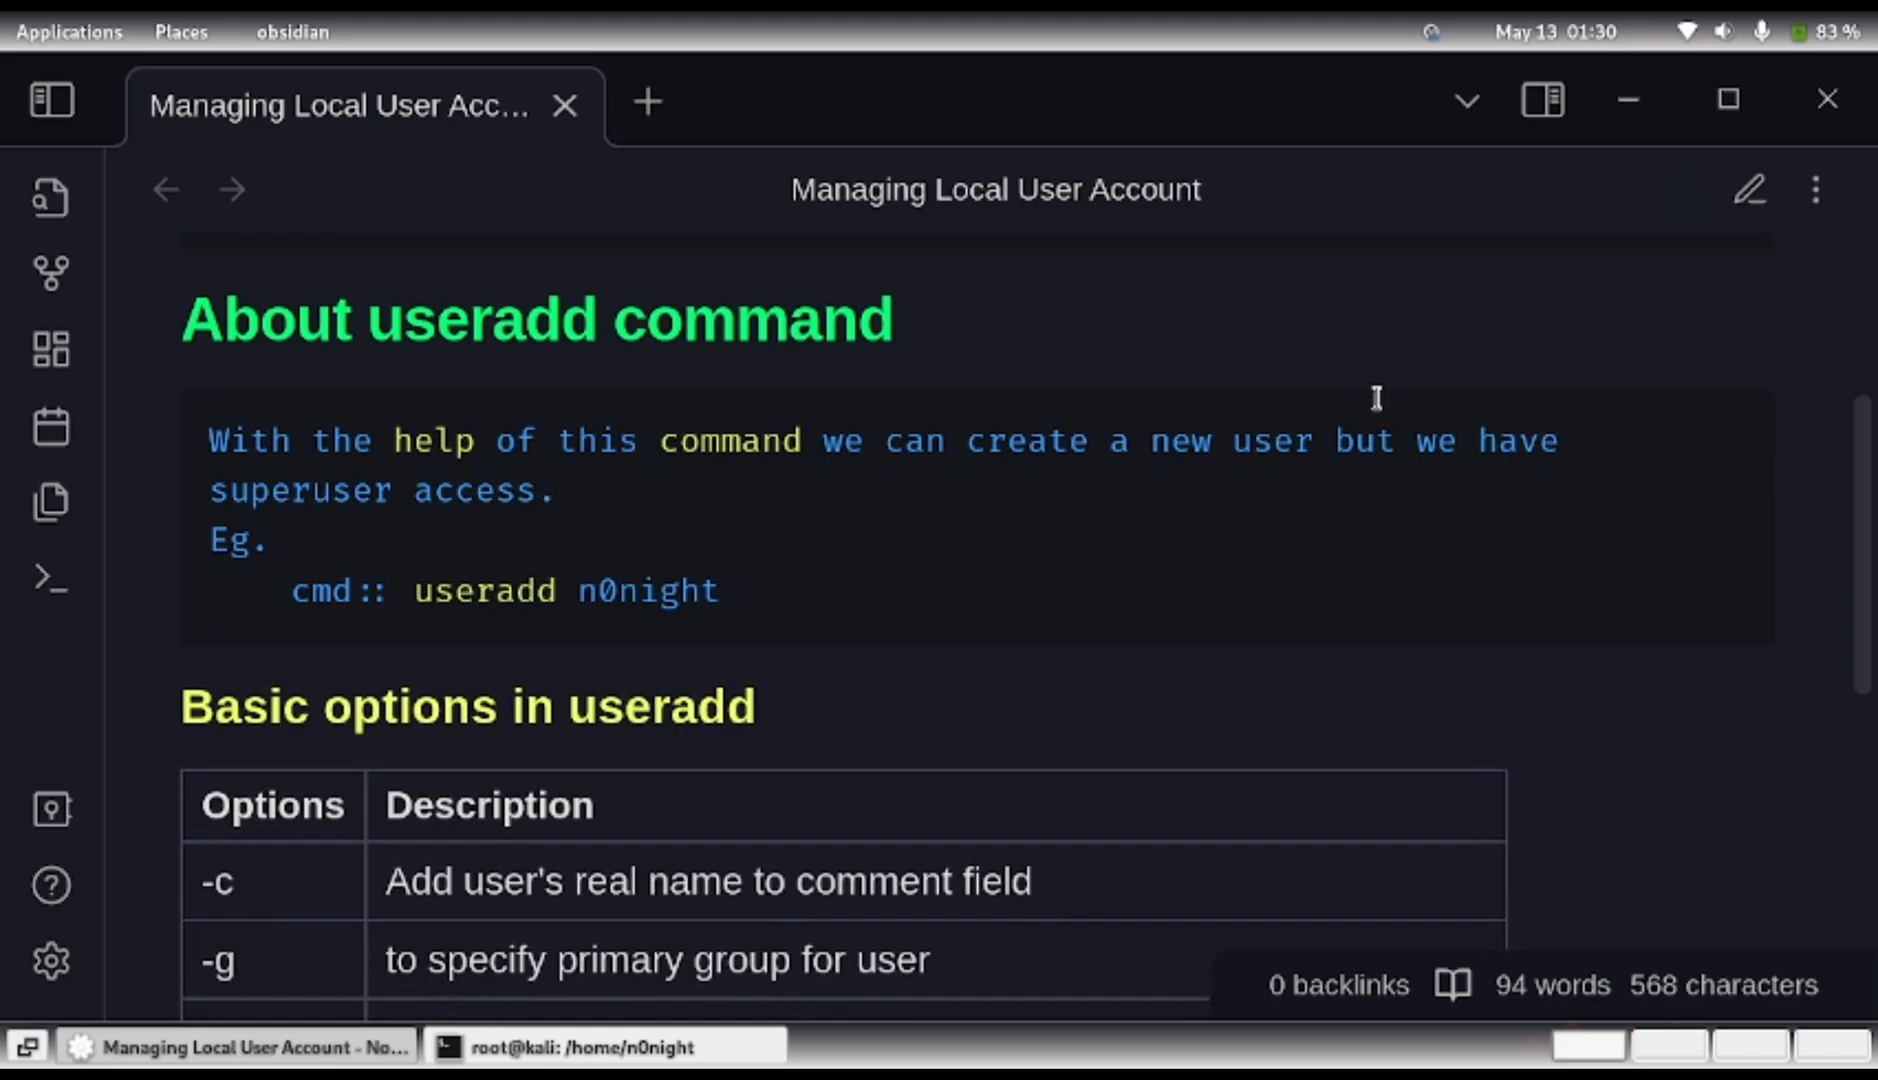 Applications Places obsidian May 13 01:30 83 %
Managing Local User Acc...
Managing Local User Account
About useradd command
With the help of this command we can create a new user but we have
superuser access.
Eg.
cmd:: useradd n0night
Basic options in useradd
Options Description
-c Add user's real name to comment field
-g to specify primary group for user
0 backlinks 94 words 568 characters
Managing Local User Account - No... root@kali: /home/n0night